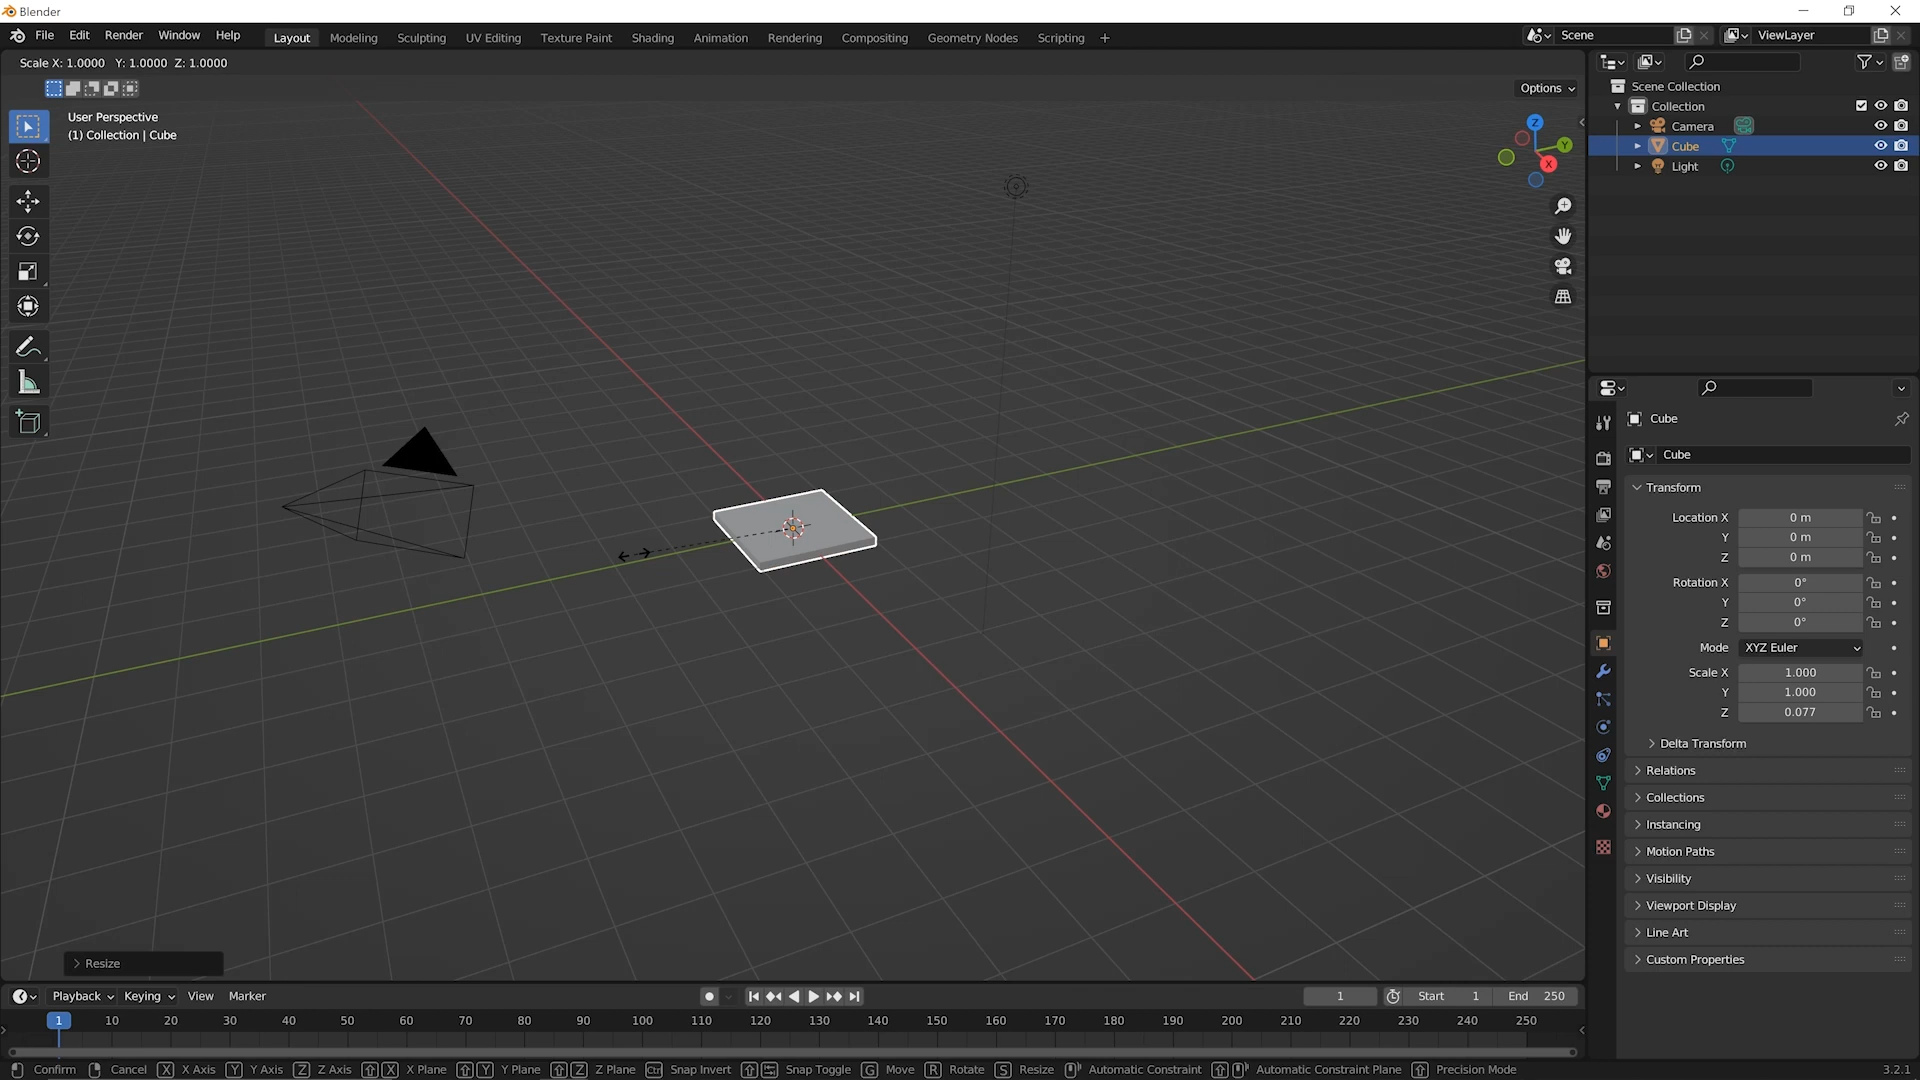 Blender
File Edit Render Window Help Layout Modeling Sculpting UV Editing Texture Paint Shading Animation Rendering Compositing Geometry Nodes Scripting + Scene ViewLayer
Scale X: 1.0000 Y: 1.0000 Z: 1.0000
Options
User Perspective
(1) Collection | Cube
Z
Y
X
Scene Collection
Collection
Camera
Cube
Light
Cube
Cube
Transform
Location X 0 m
Y 0 m
Z 0 m
Rotation X 0°
Y 0°
Z 0°
Mode XYZ Euler
Scale X 1.000
Y 1.000
Z 0.077
Delta Transform
Relations
Collections
Instancing
Motion Paths
Visibility
Viewport Display
Line Art
Custom Properties
Resize
Playback Keying View Marker 1 Start 1 End 250
1 10 20 30 40 50 60 70 80 90 100 110 120 130 140 150 160 170 180 190 200 210 220 230 240 250
Confirm Cancel X X Axis Y Y Axis Z Z Axis X X Plane Y Y Plane Z Z Plane Ctrl Snap Invert Snap Toggle G Move R Rotate S Resize Automatic Constraint Automatic Constraint Plane Precision Mode 3.2.1